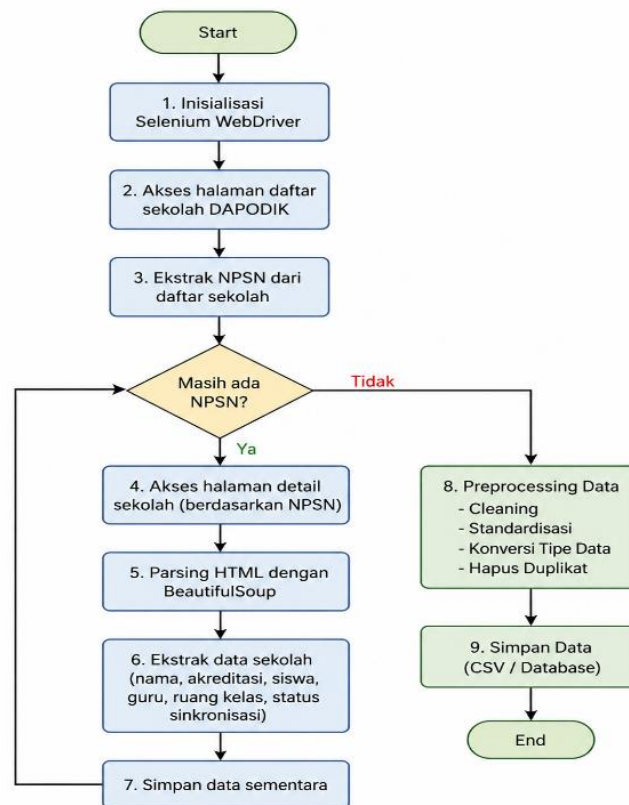 Start
1. Inisialisasi
Selenium WebDriver
2. Akses halaman daftar
sekolah DAPODIK
3. Ekstrak NPSN dari
daftar sekolah
Masih ada
NPSN?
Tidak
Ya
4. Akses halaman detail
sekolah (berdasarkan NPSN)
5. Parsing HTML dengan
BeautifulSoup
6. Ekstrak data sekolah
(nama, akreditasi, siswa,
guru, ruang kelas, status
sinkronisasi)
7. Simpan data sementara
8. Preprocessing Data
- Cleaning
- Standardisasi
- Konversi Tipe Data
- Hapus Duplikat
9. Simpan Data
(CSV / Database)
End